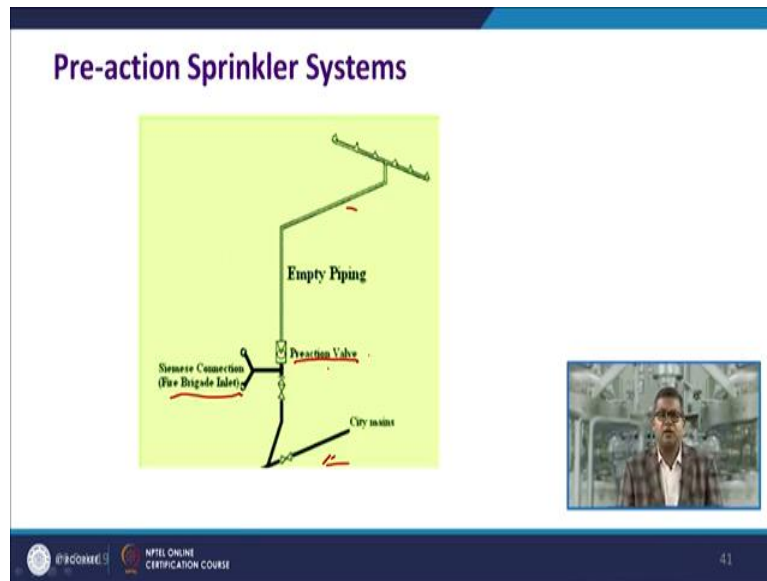 Pre-action Sprinkler Systems
Empty Piping
Preaction Valve
Siemese Connection
(Fire Brigade Inlet)
City mains
NPTEL ONLINE
CERTIFICATION COURSE
41